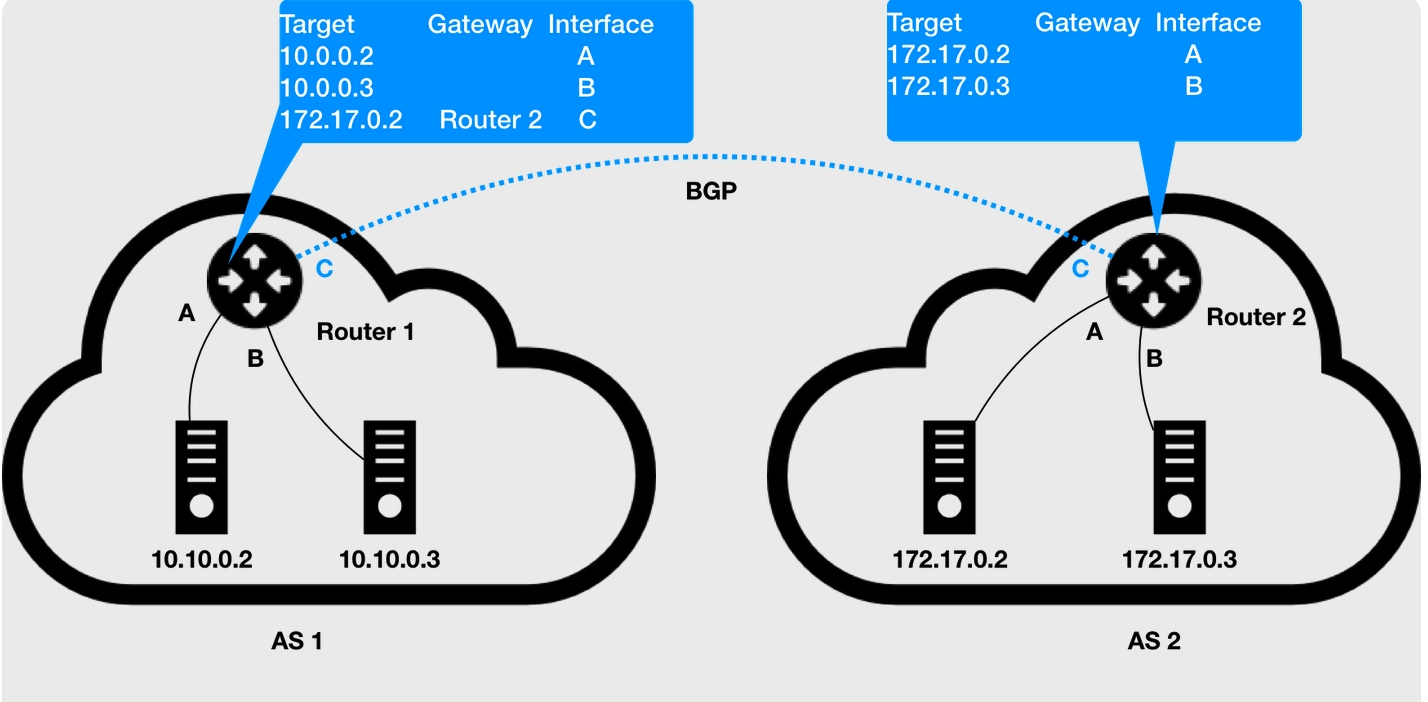 Target Gateway Interface
10.0.0.2 A
10.0.0.3 B
172.17.0.2 Router 2 C
Target Gateway Interface
172.17.0.2 A
172.17.0.3 B
BGP
C
A
Router 1
B
10.10.0.2
10.10.0.3
AS 1
C
Router 2
A
B
172.17.0.2
172.17.0.3
AS 2